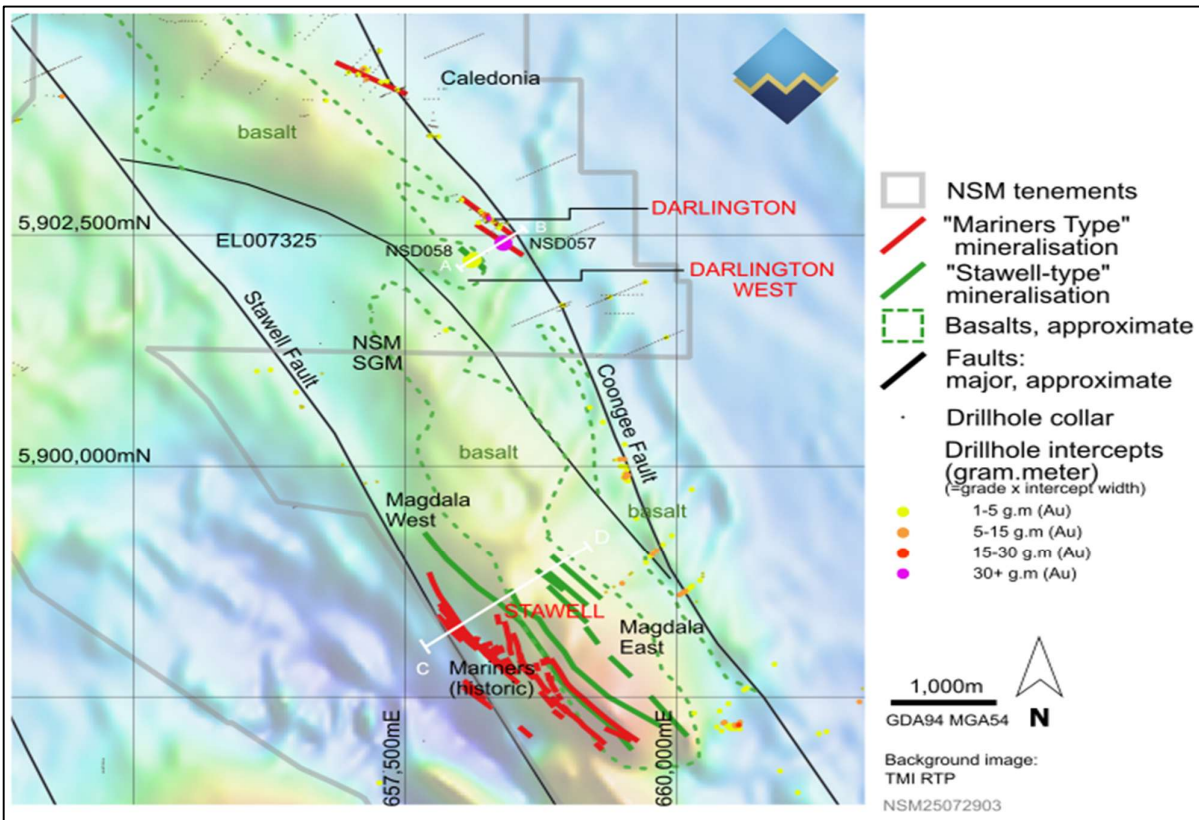 Caledonia
basalt
DARLINGTON
5,902,500mN
EL007325
B
NSD058
NSD057
A
DARLINGTON
WEST
Stawell Fault
NSM
SGM
Coongee Fault
5,900,000mN
basalt
Magdala
West
basalt
D
STAWELL
Magdala
East
C
Mariners
(historic)
657,500mE
660,000mE
NSM tenements
"Mariners Type"
mineralisation
"Stawell-type"
mineralisation
Basalts, approximate
Faults:
major, approximate
Drillhole collar
Drillhole intercepts
(gram.meter)
(=grade x intercept width)
1-5 g.m (Au)
5-15 g.m (Au)
15-30 g.m (Au)
30+ g.m (Au)
1,000m
GDA94 MGA54
N
Background image:
TMI RTP
NSM25072903